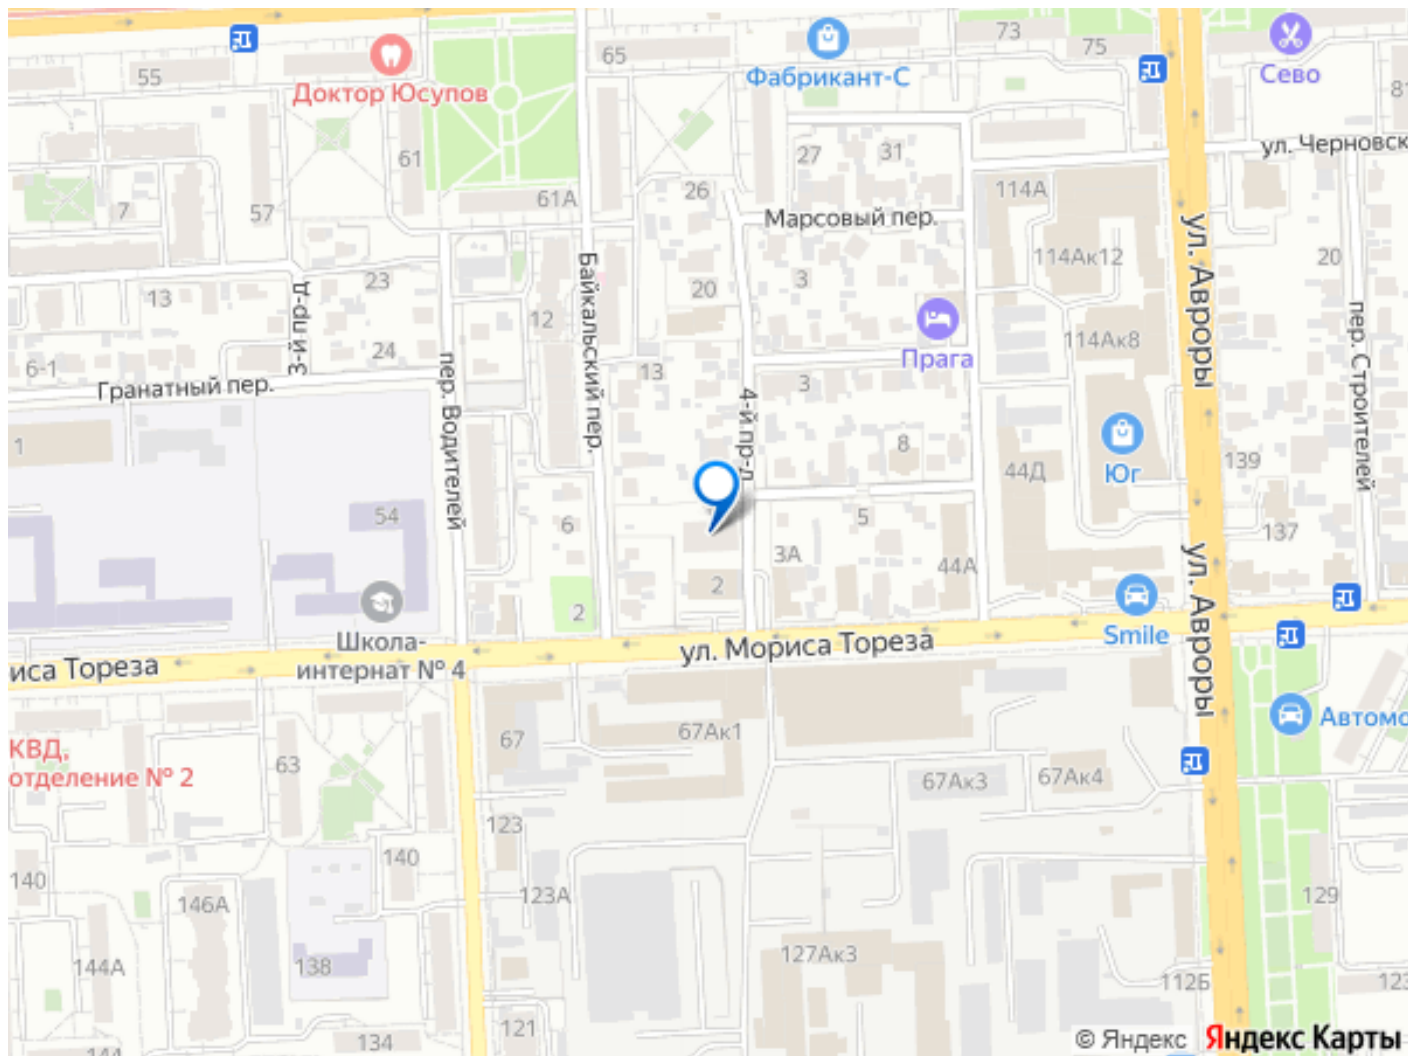 73
75
65
55
Доктор Юсупов
Фабрикант-С
Сево
81
61
27
31
ул. Черновск
114А
26
61А
57
7
Марсовый пер.
ул. Авроры
114Ак12
20
3
20
23
13
3-й пр-д
Байкальский пер.
12
пер. Строителей
114Ак8
Прага
24
6-1
13
3
Гранатный пер.
пер. Водителей
4-й пр-д
1
8
44Д
Юг
139
54
6
5
137
3А
44А
2
2
ул. Авроры
Школа-
интернат № 4
Smile
ул. Мориса Тореза
иса Тореза
Автомо
67
67Ак1
КВД,
отделение № 2
63
67Ак3
67Ак4
123
140
140
123А
129
146А
144А
138
127Ак3
112Б
123
121
134
144
© Яндекс
Яндекс Карты